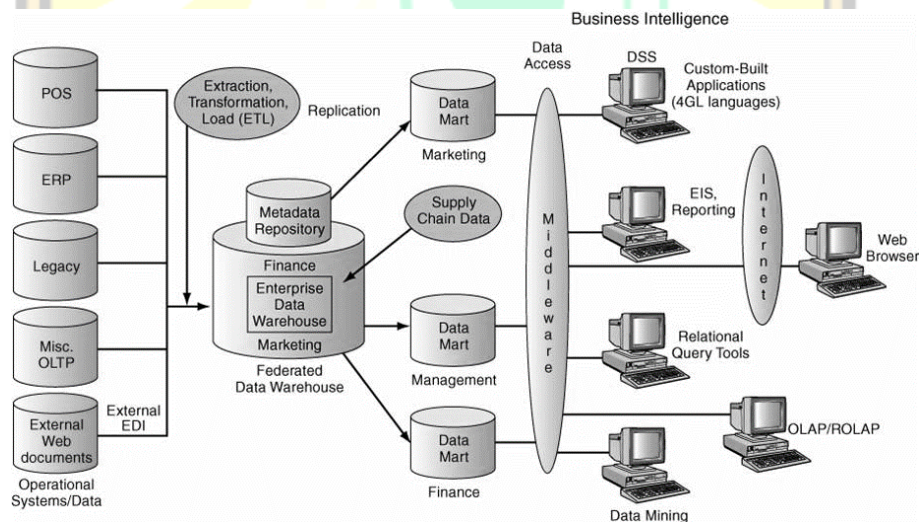 Business Intelligence
Data
Access
DSS
Custom-Built
Applications
(4GL languages)
POS
Extraction,
Transformation,
Load (ETL)
Replication
Data
Mart
Marketing
ERP
Metadata
Repository
Supply
Chain Data
EIS,
Reporting
Internet
Web
Browser
Middleware
Legacy
Finance
Enterprise
Data
Warehouse
Marketing
Federated
Data Warehouse
Misc.
OLTP
Data
Mart
Management
Relational
Query Tools
External
EDI
External
Web
documents
Operational
Systems/Data
Data
Mart
Finance
OLAP/ROLAP
Data Mining